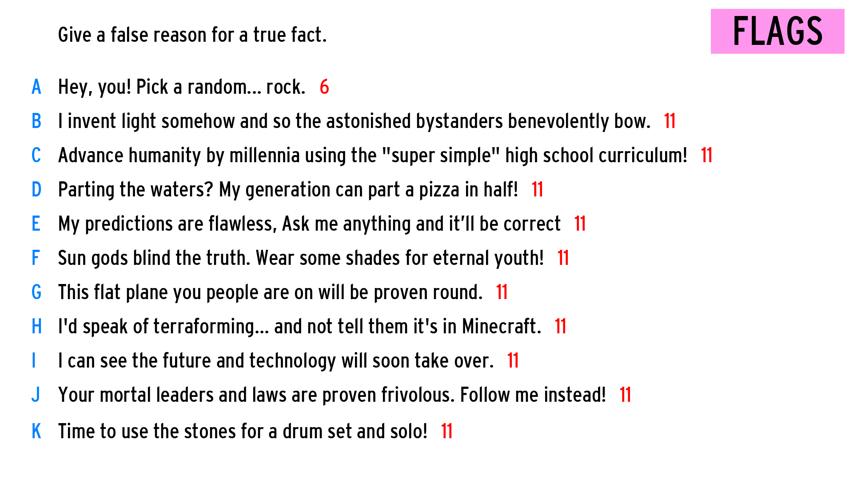 Give a false reason for a true fact.
FLAGS
A Hey, you! Pick a random... rock. 6
B I invent light somehow and so the astonished bystanders benevolently bow. 11
C Advance humanity by millennia using the "super simple" high school curriculum! 11
D Parting the waters? My generation can part a pizza in half! 11
E My predictions are flawless, Ask me anything and it’ll be correct 11
F Sun gods blind the truth. Wear some shades for eternal youth! 11
G This flat plane you people are on will be proven round. 11
H I'd speak of terraforming... and not tell them it's in Minecraft. 11
I I can see the future and technology will soon take over. 11
J Your mortal leaders and laws are proven frivolous. Follow me instead! 11
K Time to use the stones for a drum set and solo! 11